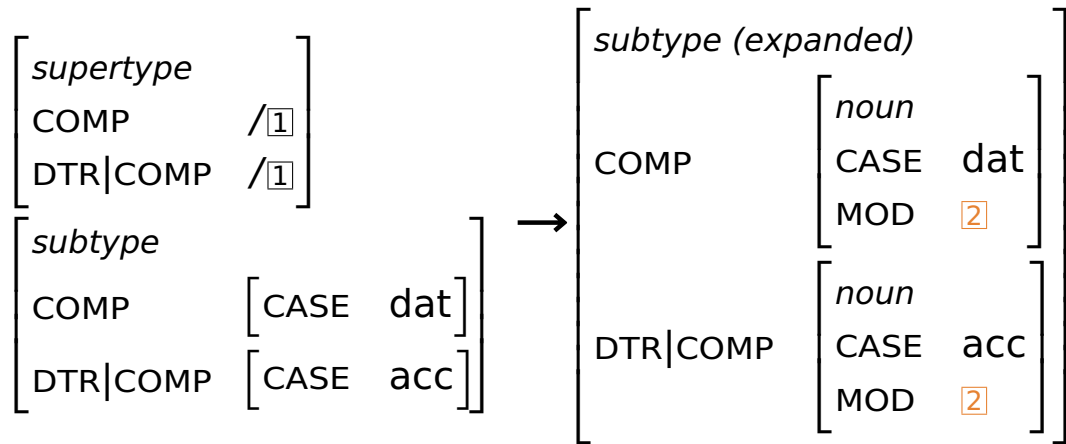 supertype
COMP /1
DTR|COMP /1
subtype
COMP [CASE dat]
DTR|COMP [CASE acc]
→
subtype (expanded)
noun
COMP CASE dat
MOD 2
noun
DTR|COMP CASE acc
MOD 2